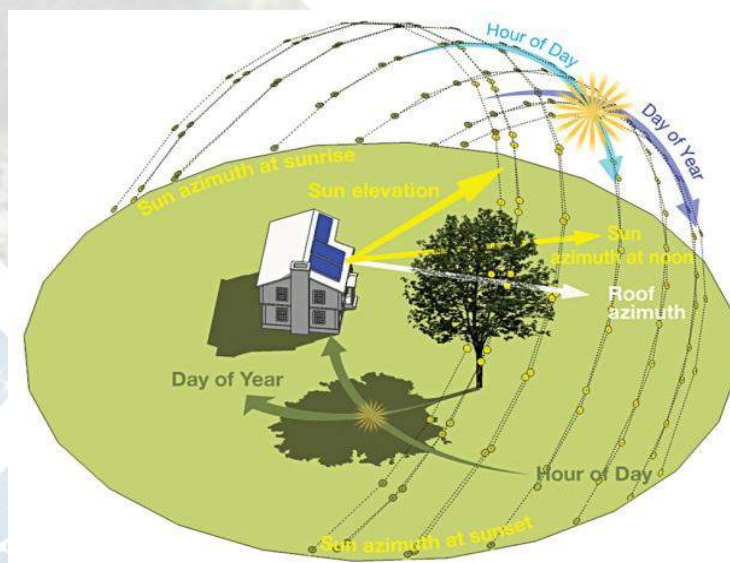 Hour of Day
Day of Year
Sun azimuth at sunrise
Sun elevation
Sun
azimuth at noon
Roof
azimuth
Day of Year
Hour of Day
Sun azimuth at sunset